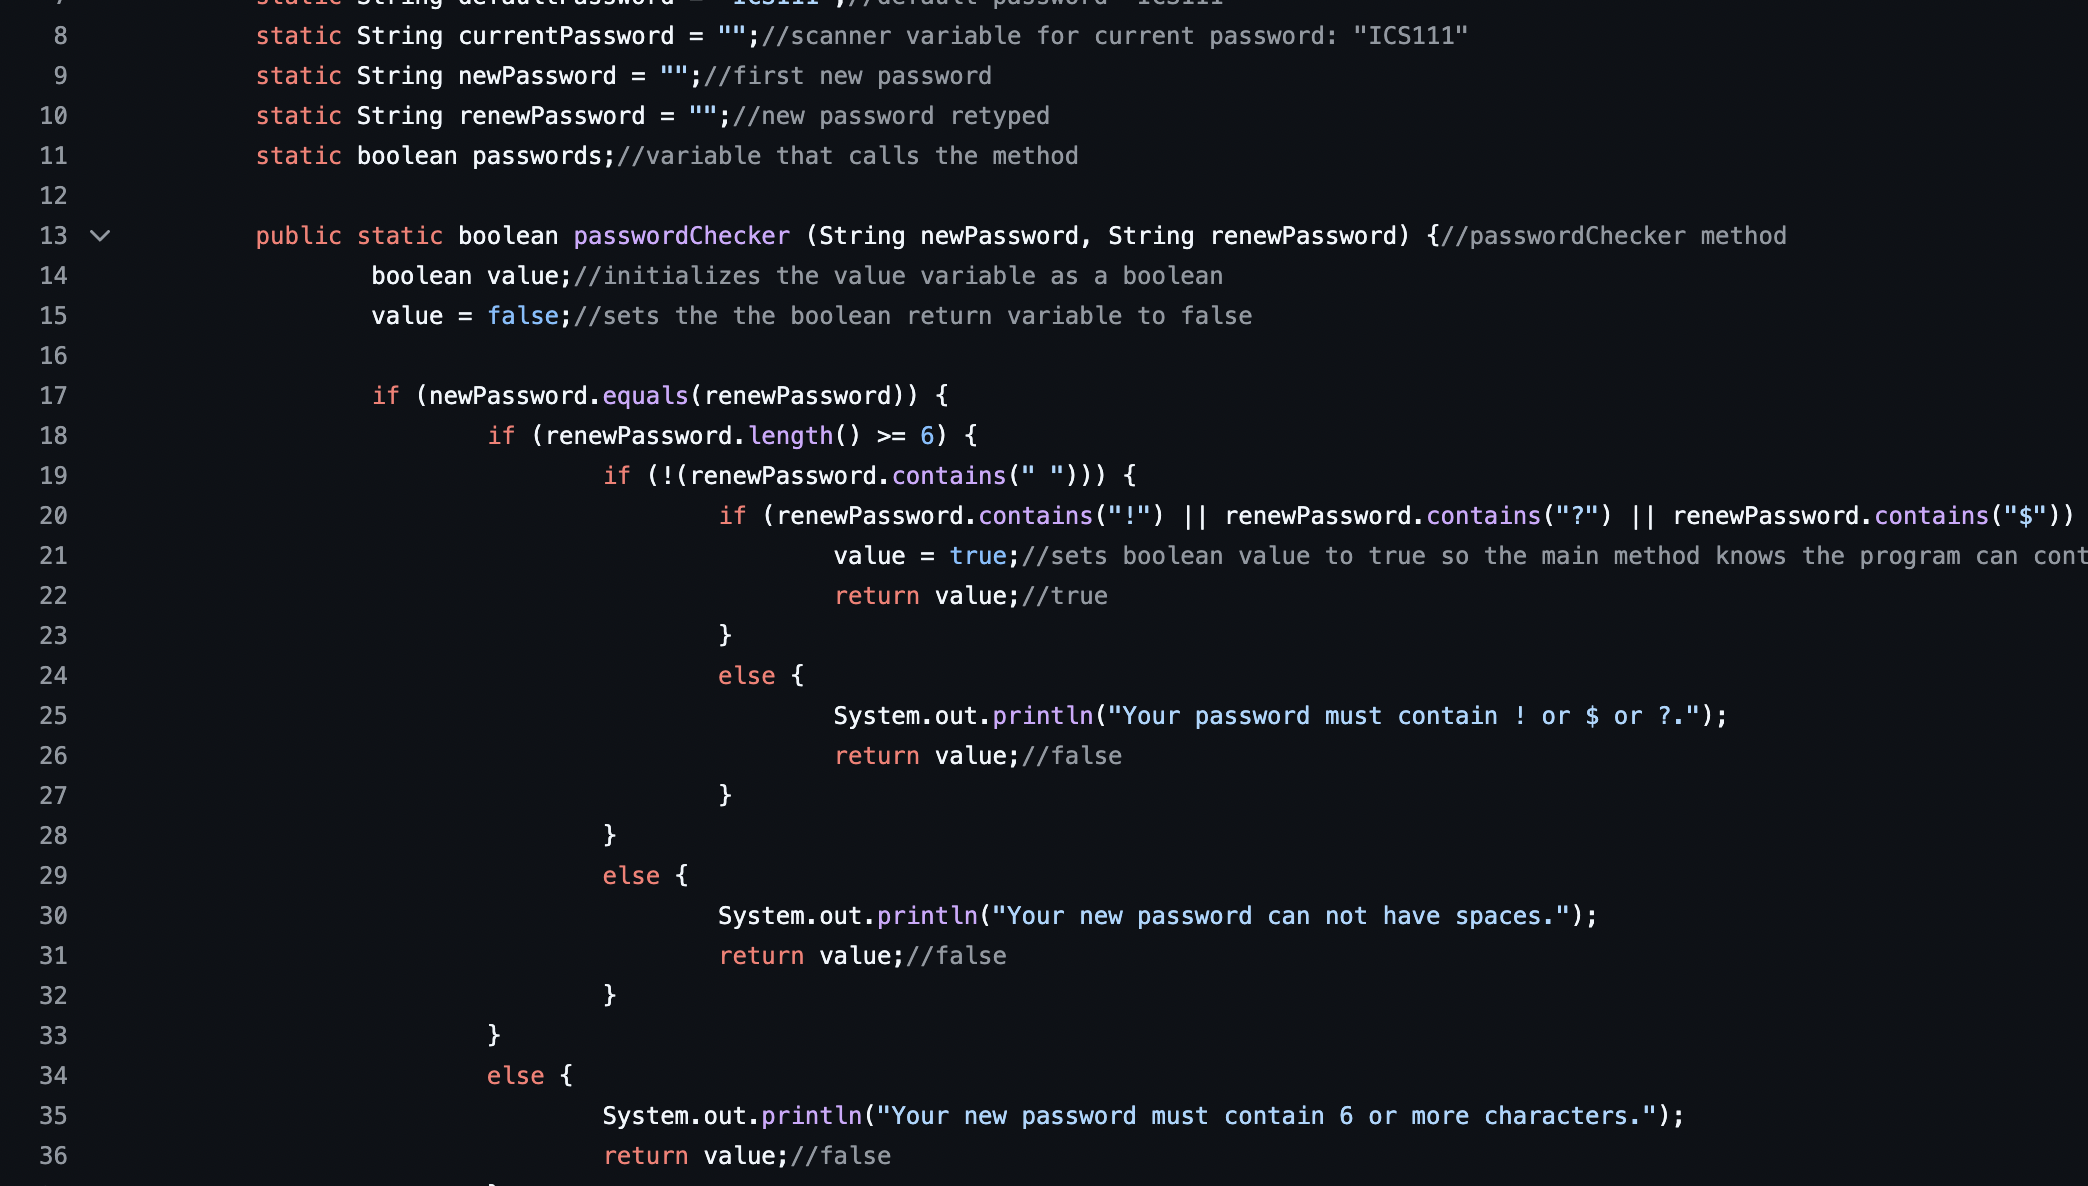 7 static String defaultPassword = "ICS111";//default password "ICS111"
8 static String currentPassword = "";//scanner variable for current password: "ICS111"
9 static String newPassword = "";//first new password
10 static String renewPassword = "";//new password retyped
11 static boolean passwords;//variable that calls the method
12
13 public static boolean passwordChecker (String newPassword, String renewPassword) {//passwordChecker method
14 boolean value;//initializes the value variable as a boolean
15 value = false;//sets the the boolean return variable to false
16
17 if (newPassword.equals(renewPassword)) {
18 if (renewPassword.length() >= 6) {
19 if (!(renewPassword.contains(" "))) {
20 if (renewPassword.contains("!") || renewPassword.contains("?") || renewPassword.contains("$"))
21 value = true;//sets boolean value to true so the main method knows the program can cont
22 return value;//true
23 }
24 else {
25 System.out.println("Your password must contain ! or $ or ?.");
26 return value;//false
27 }
28 }
29 else {
30 System.out.println("Your new password can not have spaces.");
31 return value;//false
32 }
33 }
34 else {
35 System.out.println("Your new password must contain 6 or more characters.");
36 return value;//false